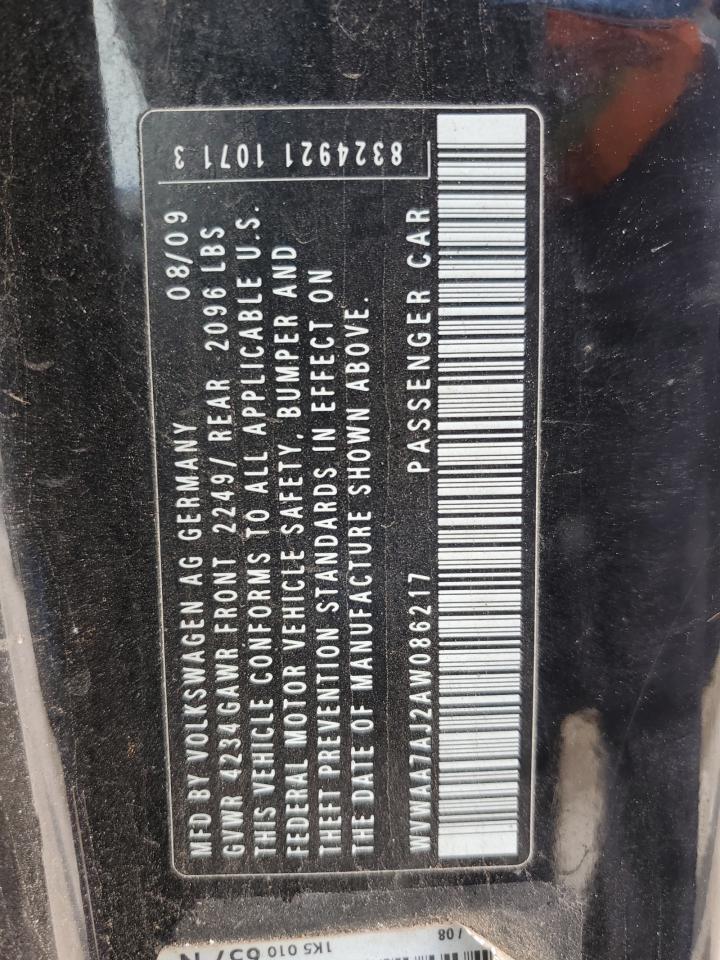 MFD BY VOLKSWAGEN AG GERMANY 08/09
GVWR 4234 GAWR FRONT 2249/ REAR 2096 LBS
THIS VEHICLE CONFORMS TO ALL APPLICABLE U.S.
FEDERAL MOTOR VEHICLE SAFETY, BUMPER AND
THEFT PREVENTION STANDARDS IN EFFECT ON
THE DATE OF MANUFACTURE SHOWN ABOVE.
WVWAA7AJ2AW086217 PASSENGER CAR
8324921 1071 3
1K5 010
/ 08